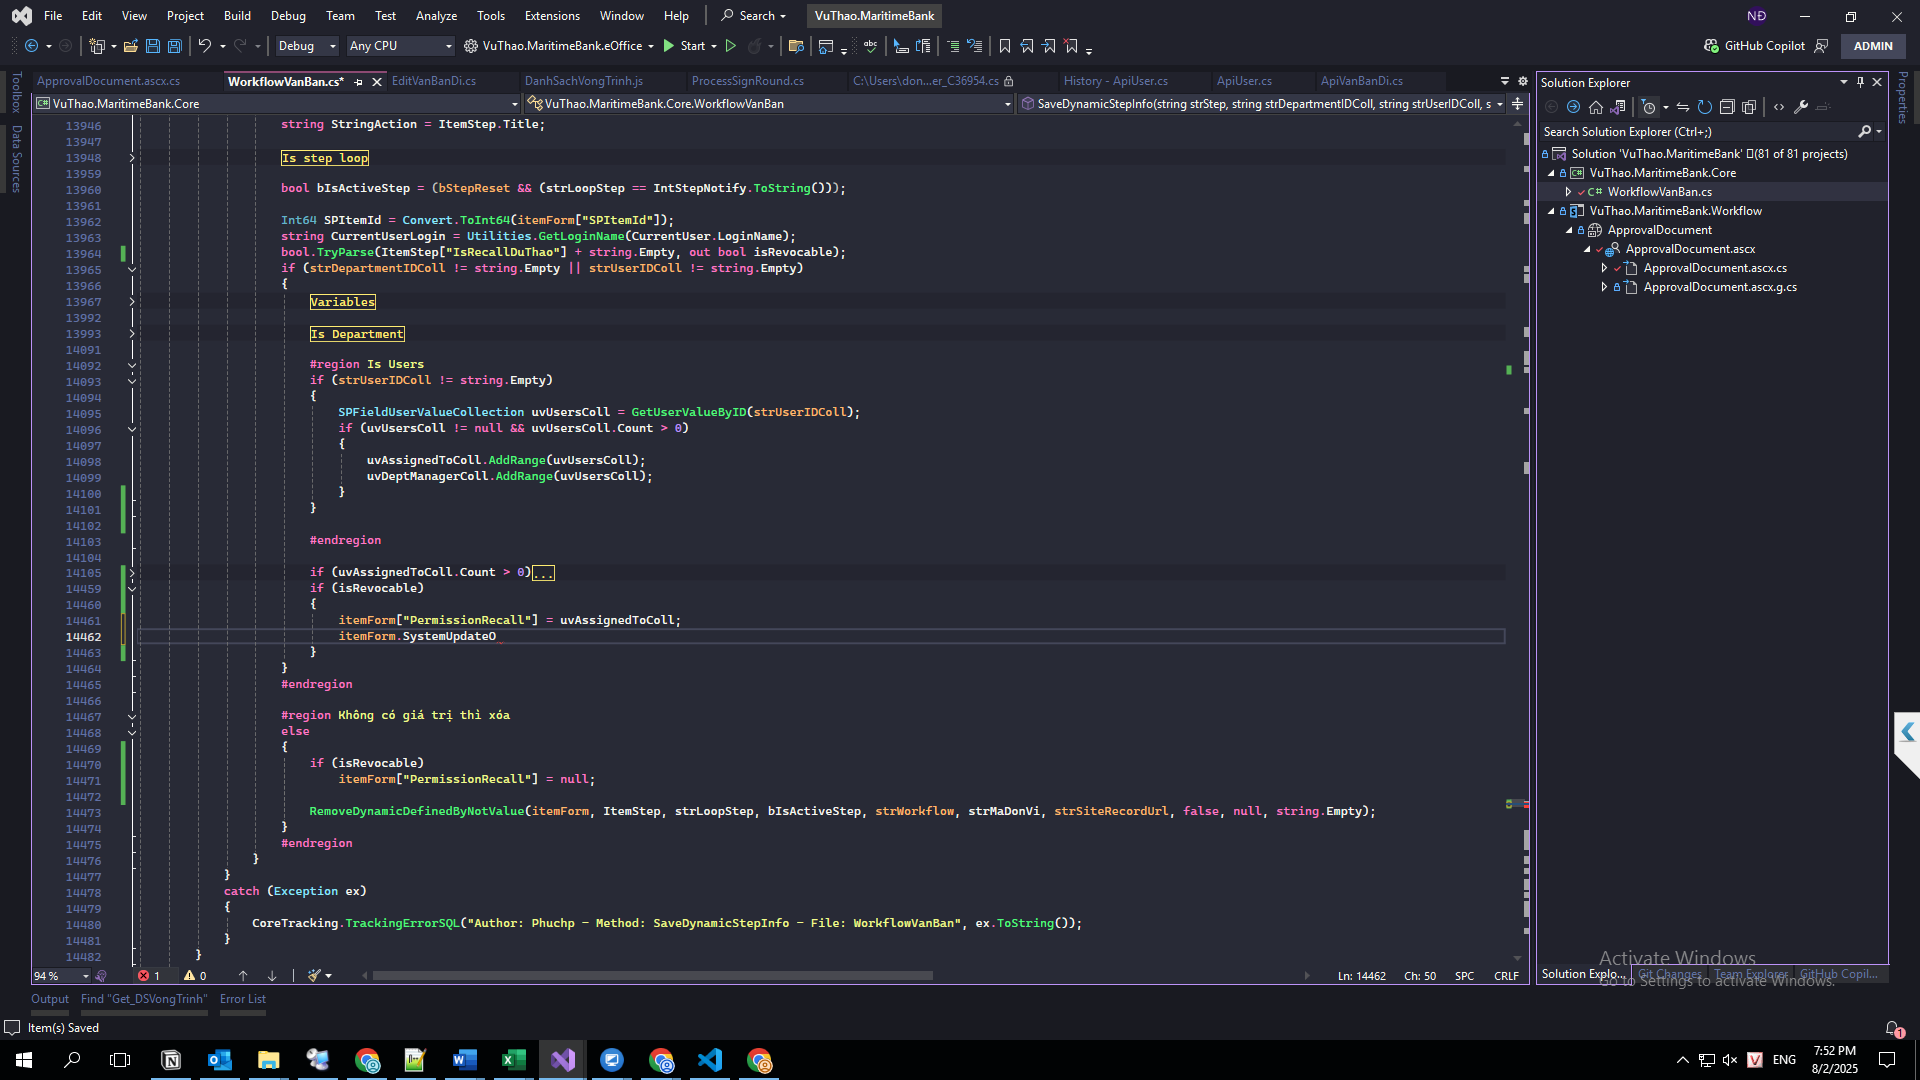 File Edit View Project Build Debug Team Test Analyze Tools Extensions Window Help Search VuThao.MaritimeBank NĐ
Debug Any CPU VuThao.MaritimeBank.eOffice Start GitHub Copilot ADMIN
ApprovalDocument.ascx.cs WorkflowVanBan.cs* EditVanBanDi.cs DanhSachVongTrinh.js ProcessSignRound.cs C:\Users\don...er_C36954.cs History - ApiUser.cs ApiUser.cs ApiVanBanDi.cs
VuThao.MaritimeBank.Core VuThao.MaritimeBank.Core.WorkflowVanBan SaveDynamicStepInfo(string strStep, string strDepartmentIDColl, string strUserIDColl, s
Toolbox
Data Sources
13946 string StringAction = ItemStep.Title;
13947
13948 Is step loop
13959
13960 bool bIsActiveStep = (bStepReset && (strLoopStep == IntStepNotify.ToString()));
13961
13962 Int64 SPItemId = Convert.ToInt64(itemForm["SPItemId"]);
13963 string CurrentUserLogin = Utilities.GetLoginName(CurrentUser.LoginName);
13964 bool.TryParse(ItemStep["IsRecallDuThao"] + string.Empty, out bool isRevocable);
13965 if (strDepartmentIDColl != string.Empty || strUserIDColl != string.Empty)
13966 {
13967 Variables
13992
13993 Is Department
14091
14092 #region Is Users
14093 if (strUserIDColl != string.Empty)
14094 {
14095 SPFieldUserValueCollection uvUsersColl = GetUserValueByID(strUserIDColl);
14096 if (uvUsersColl != null && uvUsersColl.Count > 0)
14097 {
14098 uvAssignedToColl.AddRange(uvUsersColl);
14099 uvDeptManagerColl.AddRange(uvUsersColl);
14100 }
14101 }
14102
14103 #endregion
14104
14105 if (uvAssignedToColl.Count > 0)...
14459 if (isRevocable)
14460 {
14461 itemForm["PermissionRecall"] = uvAssignedToColl;
14462 itemForm.SystemUpdateO
14463 }
14464 }
14465 #endregion
14466
14467 #region Không có giá trị thì xóa
14468 else
14469 {
14470 if (isRevocable)
14471 itemForm["PermissionRecall"] = null;
14472
14473 RemoveDynamicDefinedByNotValue(itemForm, ItemStep, strLoopStep, bIsActiveStep, strWorkflow, strMaDonVi, strSiteRecordUrl, false, null, string.Empty);
14474 }
14475 #endregion
14476 }
14477 }
14478 catch (Exception ex)
14479 {
14480 CoreTracking.TrackingErrorSQL("Author: Phuchp - Method: SaveDynamicStepInfo - File: WorkflowVanBan", ex.ToString());
14481 }
14482 }
94 % 1 0 Ln: 14462 Ch: 50 SPC CRLF
Output Find "Get_DSVongTrinh" Error List
Item(s) Saved
Solution Explorer
Search Solution Explorer (Ctrl+;)
Solution 'VuThao.MaritimeBank' (81 of 81 projects)
VuThao.MaritimeBank.Core
C# WorkflowVanBan.cs
VuThao.MaritimeBank.Workflow
ApprovalDocument
ApprovalDocument.ascx
ApprovalDocument.ascx.cs
ApprovalDocument.ascx.g.cs
Properties
Activate Windows
Go to Settings to activate Windows.
Solution Explo... Git Changes Team Explorer GitHub Copil...
1
ENG 7:52 PM
8/2/2025